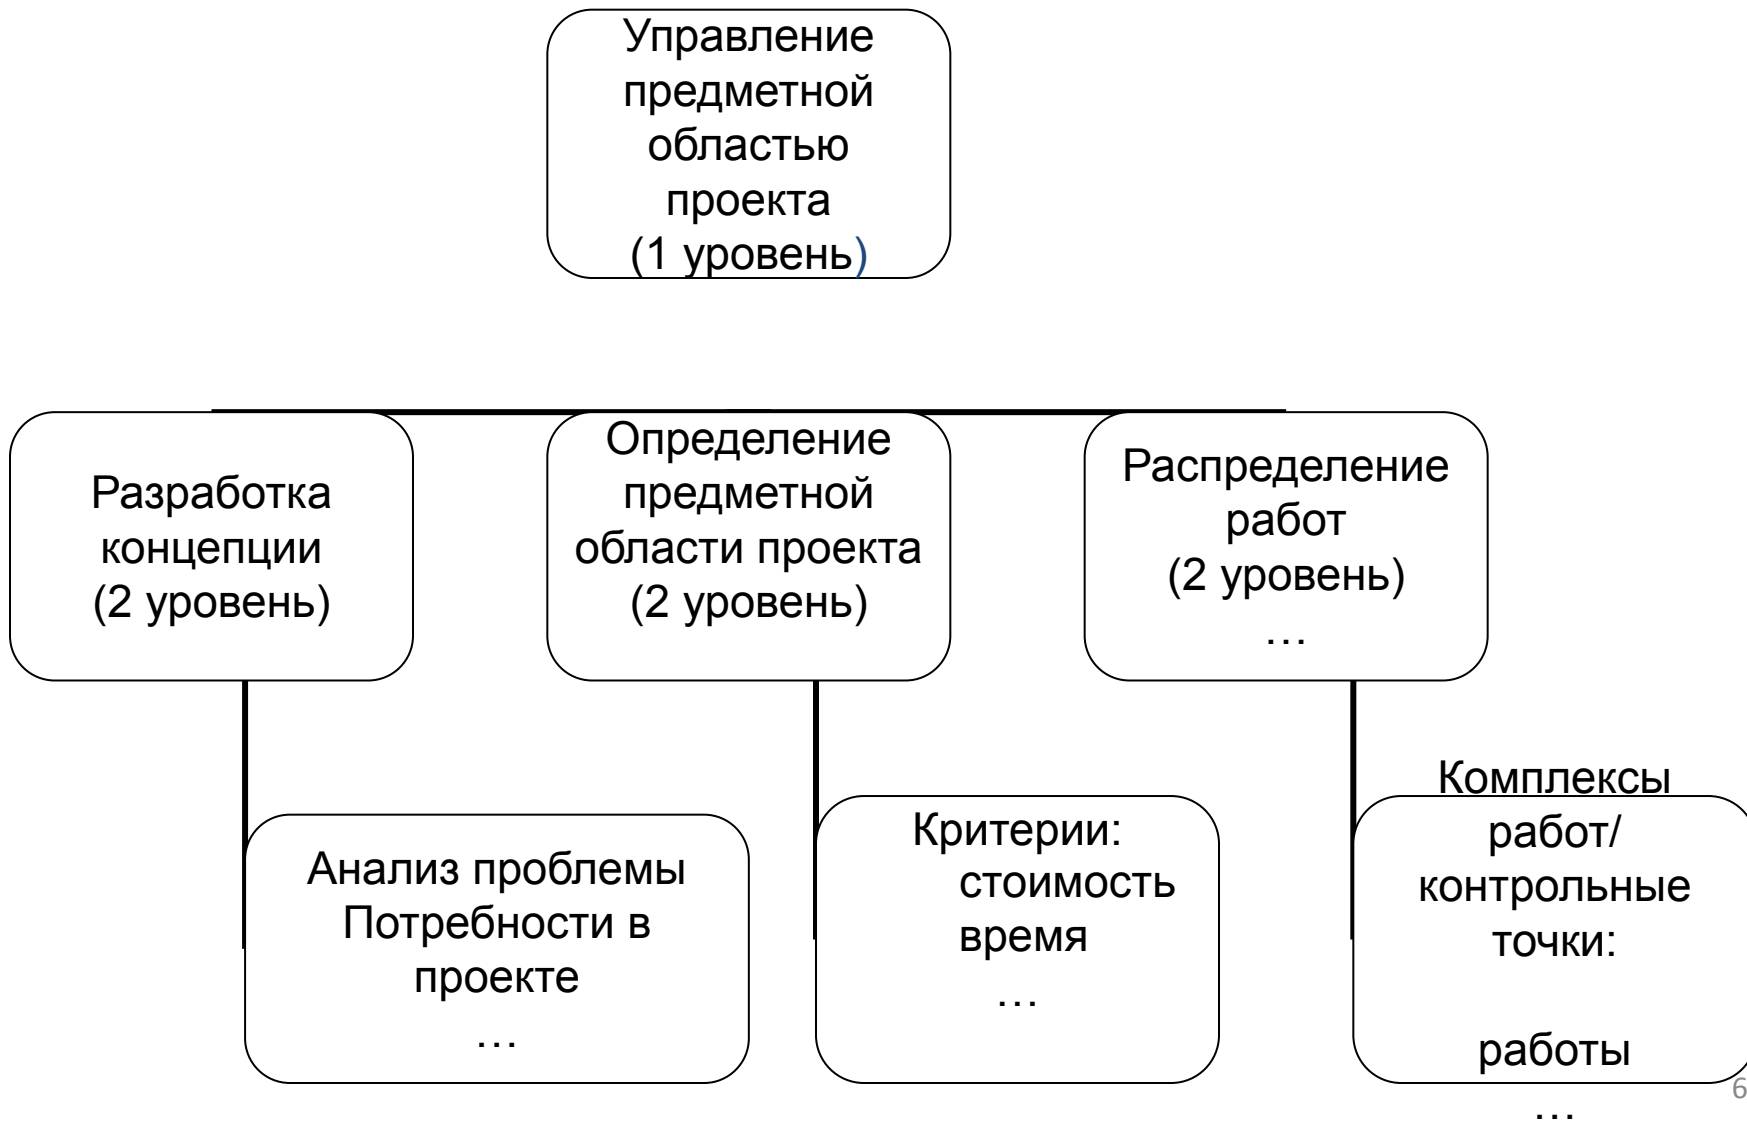 Управление
предметной
областью
проекта
(1 уровень)
Разработка
концепции
(2 уровень)
Определение
предметной
области проекта
(2 уровень)
Распределение
работ
(2 уровень)
…
Анализ проблемы
Потребности в
проекте
…
Критерии:
стоимость
время
…
Комплексы
работ/
контрольные
точки:
работы
…
6